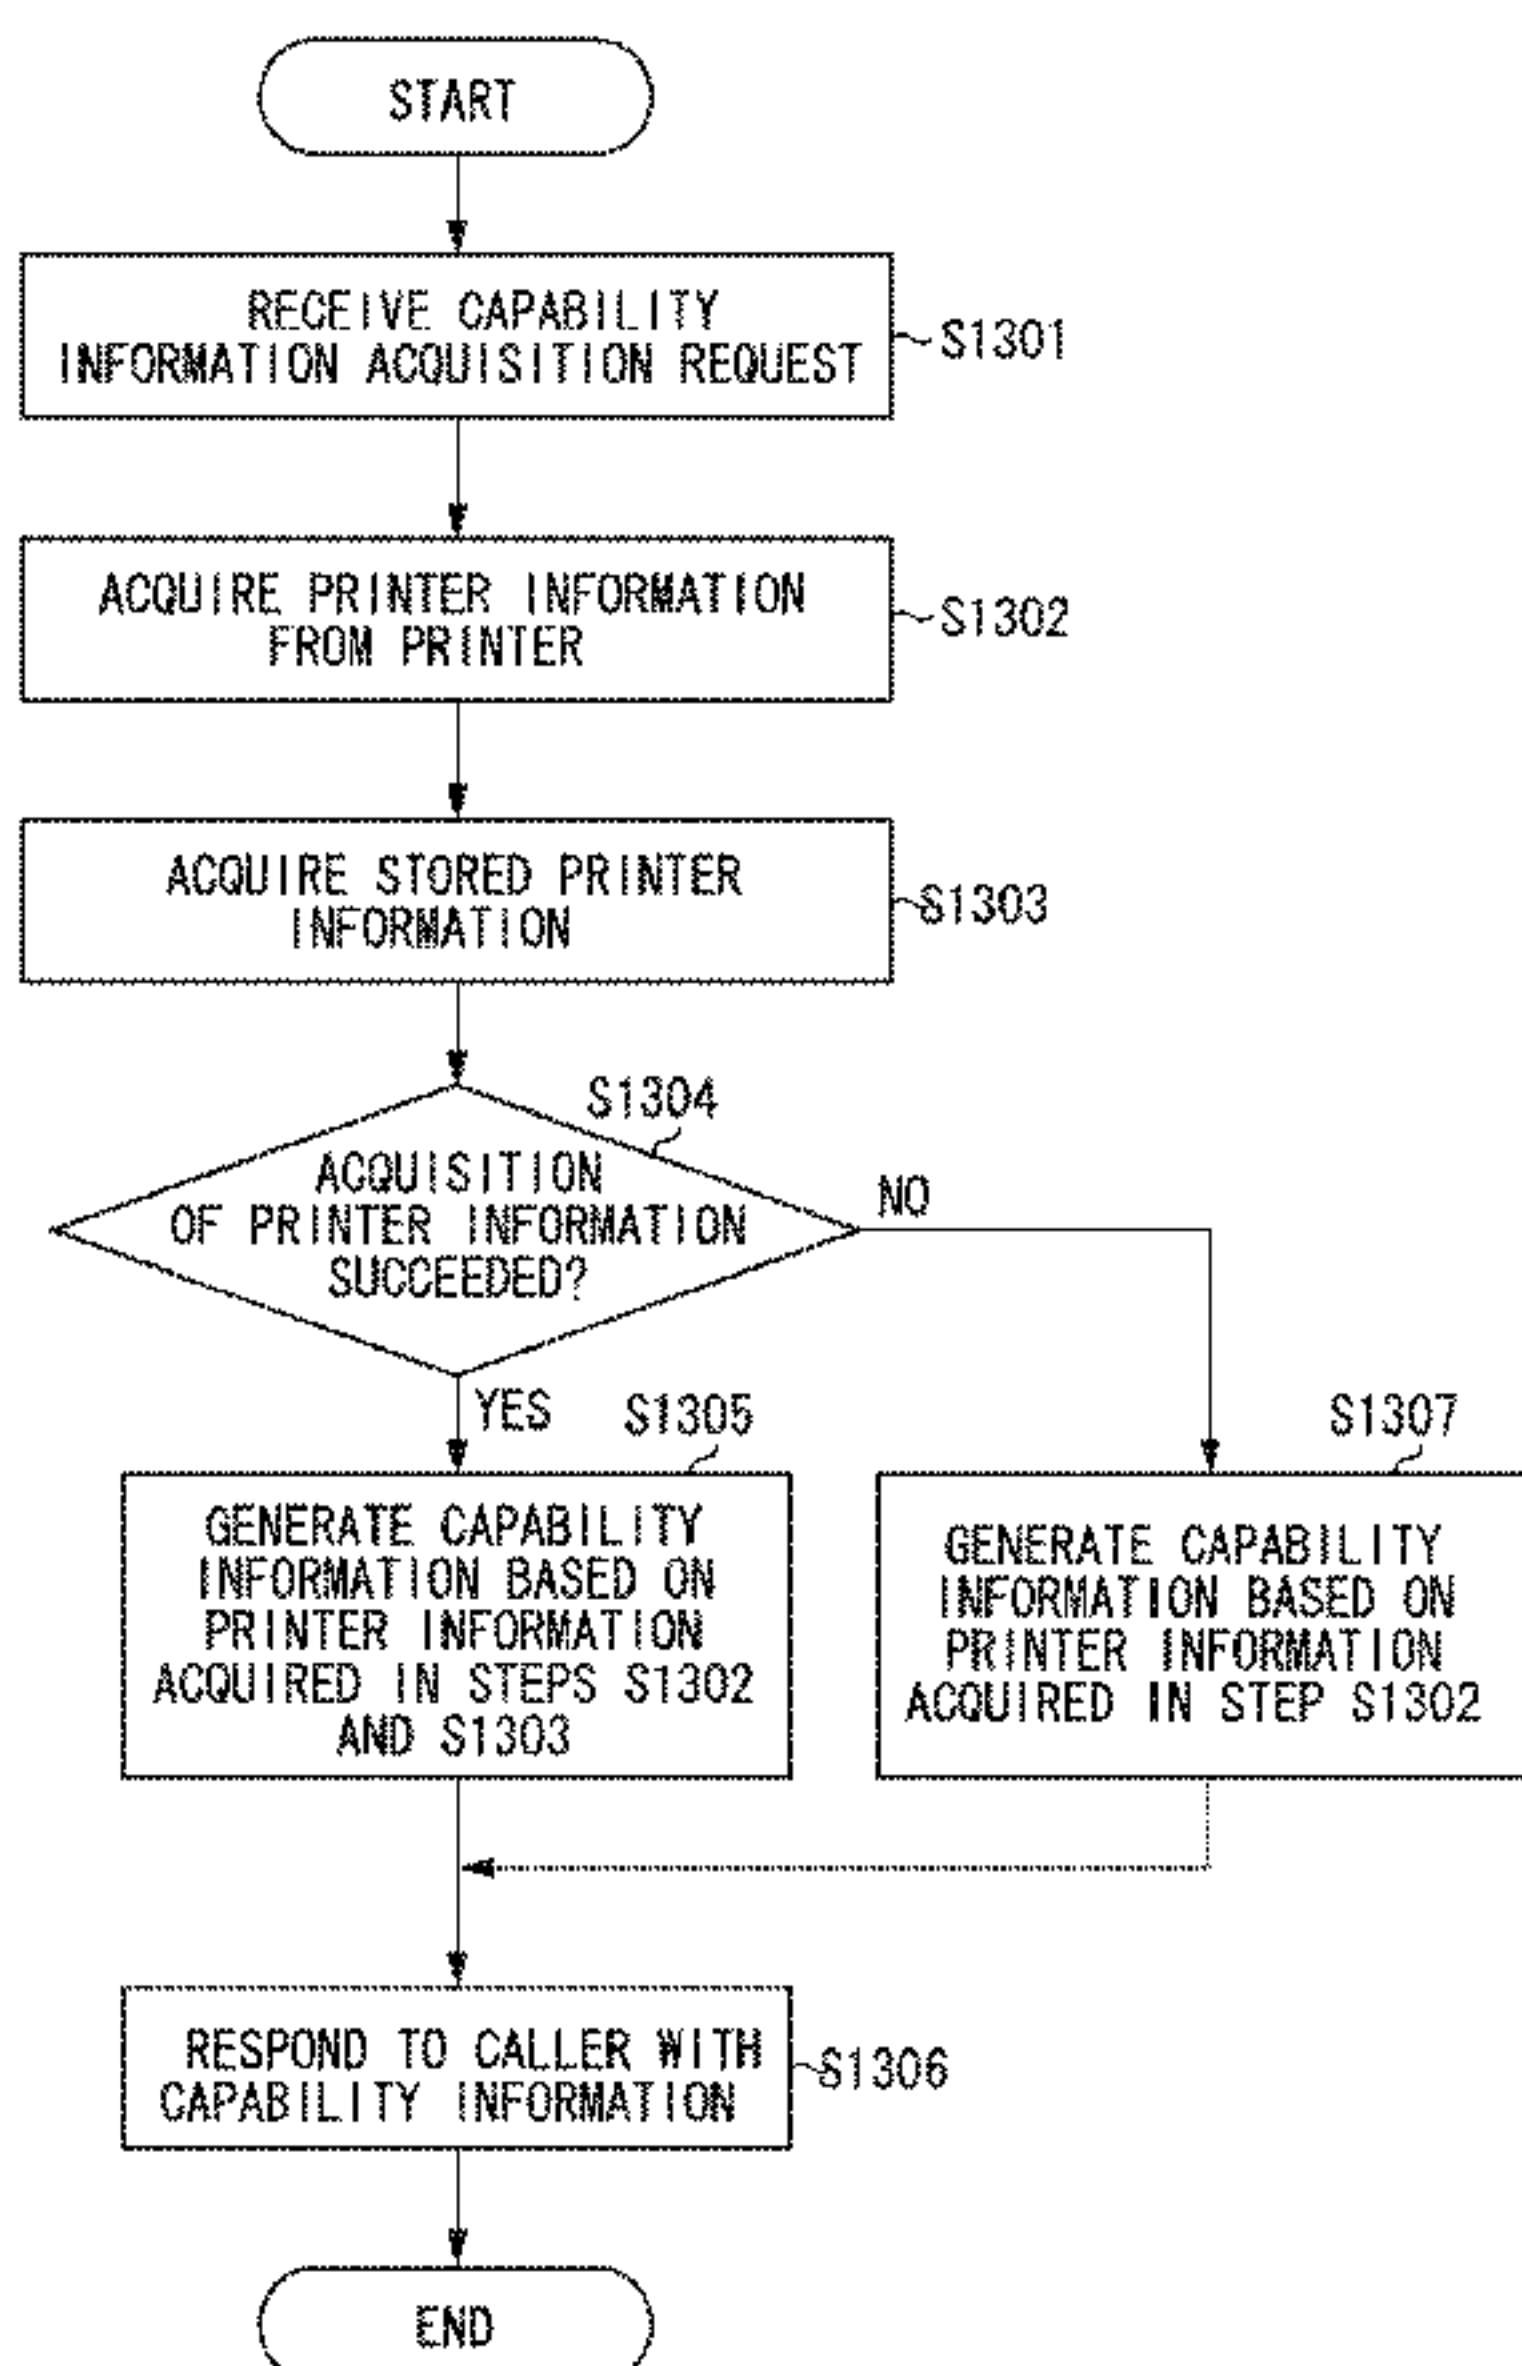 START
RECEIVE CAPABILITY
INFORMATION ACQUISITION REQUEST
S1301
ACQUIRE PRINTER INFORMATION
FROM PRINTER
S1302
ACQUIRE STORED PRINTER
INFORMATION
S1303
S1304
ACQUISITION
OF PRINTER INFORMATION
SUCCEEDED?
NO
YES
S1305
GENERATE CAPABILITY
INFORMATION BASED ON
PRINTER INFORMATION
ACQUIRED IN STEPS S1302
AND S1303
S1307
GENERATE CAPABILITY
INFORMATION BASED ON
PRINTER INFORMATION
ACQUIRED IN STEP S1302
RESPOND TO CALLER WITH
CAPABILITY INFORMATION
S1306
END